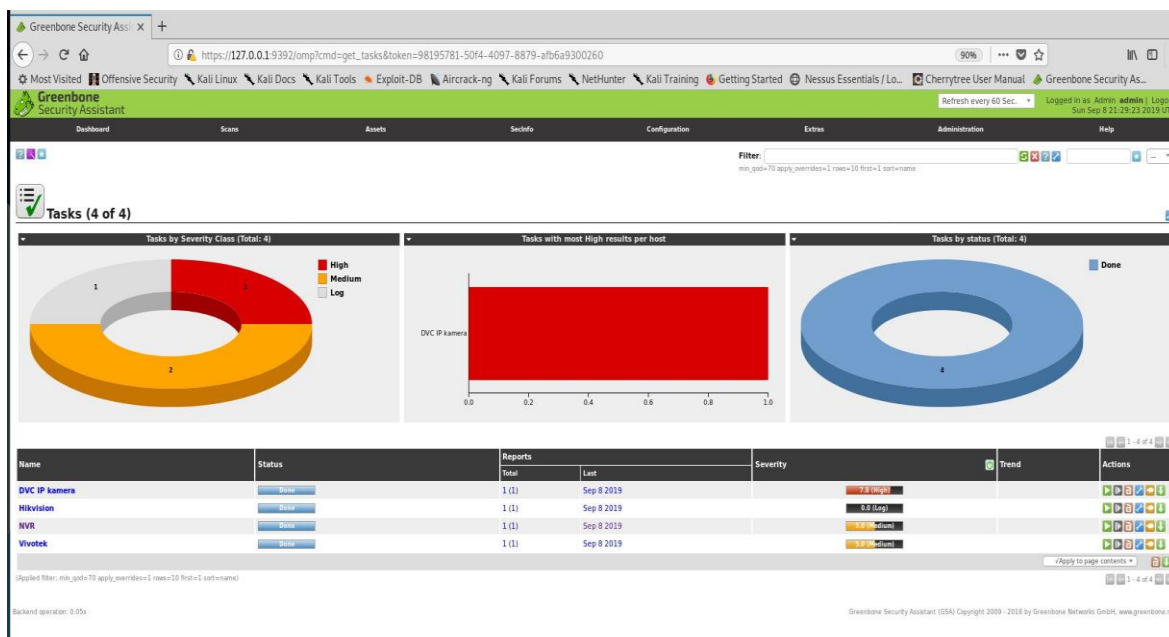 Greenbone Security Assi
https://127.0.0.1:9392/omp?cmd=get_tasks&token=98195781-50f4-4097-8879-afb6a9300260
90%
Most Visited Offensive Security Kali Linux Kali Docs Kali Tools Exploit-DB Aircrack-ng Kali Forums NetHunter Kali Training Getting Started Nessus Essentials / Lo... Cherrytree User Manual Greenbone Security As...
Greenbone
Security Assistant
Refresh every 60 Sec.
Logged in as Admin admin | Logo
Sun Sep 8 21:29:23 2019 UT
Dashboard Scans Assets SecInfo Configuration Extras Administration Help
Filter:
min_qod=70 apply_overrides=1 rows=10 first=1 sort=name
--
Tasks (4 of 4)
Tasks by Severity Class (Total: 4)
High
Medium
Log
1
1
2
Tasks with most High results per host
DVC IP kamera
0.0 0.2 0.4 0.6 0.8 1.0
Tasks by status (Total: 4)
Done
4
1 - 4 of 4
Name Status Reports Severity Trend Actions
Total Last
DVC IP kamera Done 1 (1) Sep 8 2019 7.8 (High)
Hikvision Done 1 (1) Sep 8 2019 0.0 (Log)
NVR Done 1 (1) Sep 8 2019 5.0 (Medium)
Vivotek Done 1 (1) Sep 8 2019 5.0 (Medium)
√Apply to page contents
(Applied filter: min_qod=70 apply_overrides=1 rows=10 first=1 sort=name)
1 - 4 of 4
Backend operation: 0.05s
Greenbone Security Assistant (GSA) Copyright 2009 - 2018 by Greenbone Networks GmbH, www.greenbone.n